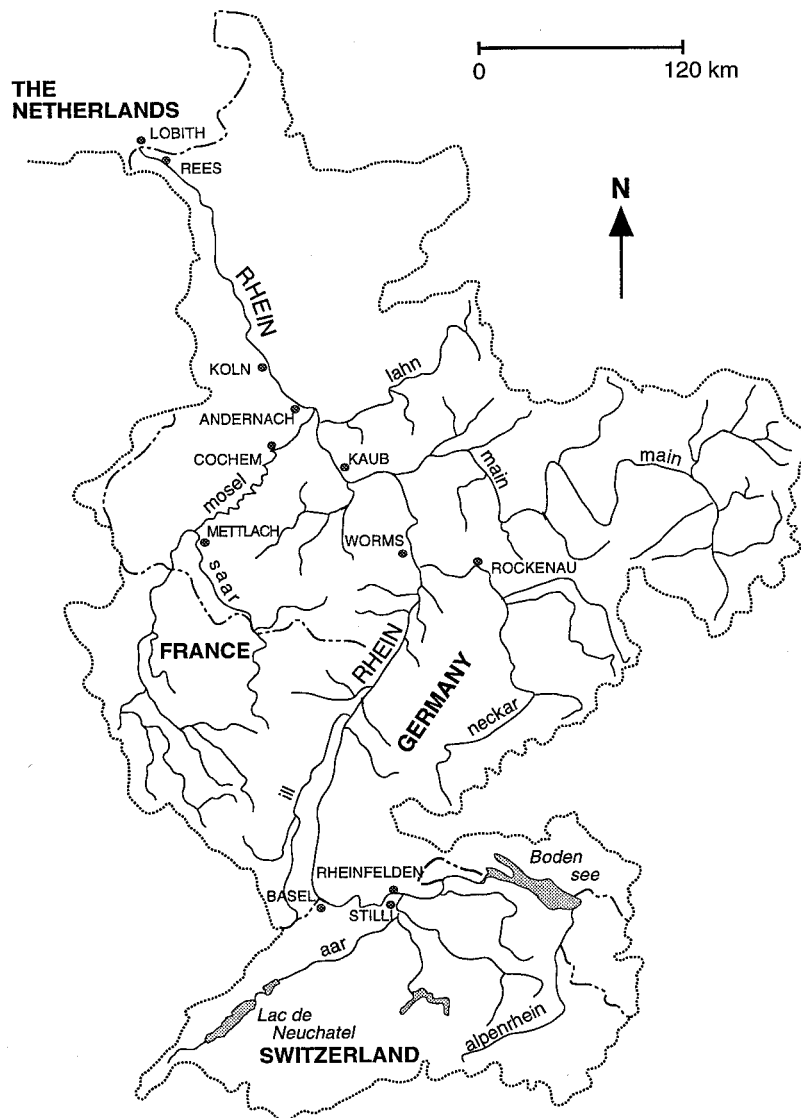 0 120 km
THE
NETHERLANDS
LOBITH
REES
N
RHEIN
KOLN
lahn
ANDERNACH
COCHEM
KAUB
main
main
mosel
METTLACH
WORMS
ROCKENAU
saar
FRANCE
RHEIN
GERMANY
neckar
ill
Boden
see
RHEINFELDEN
BASEL
STILLI
aar
Lac de
Neuchatel
alpenrhein
SWITZERLAND